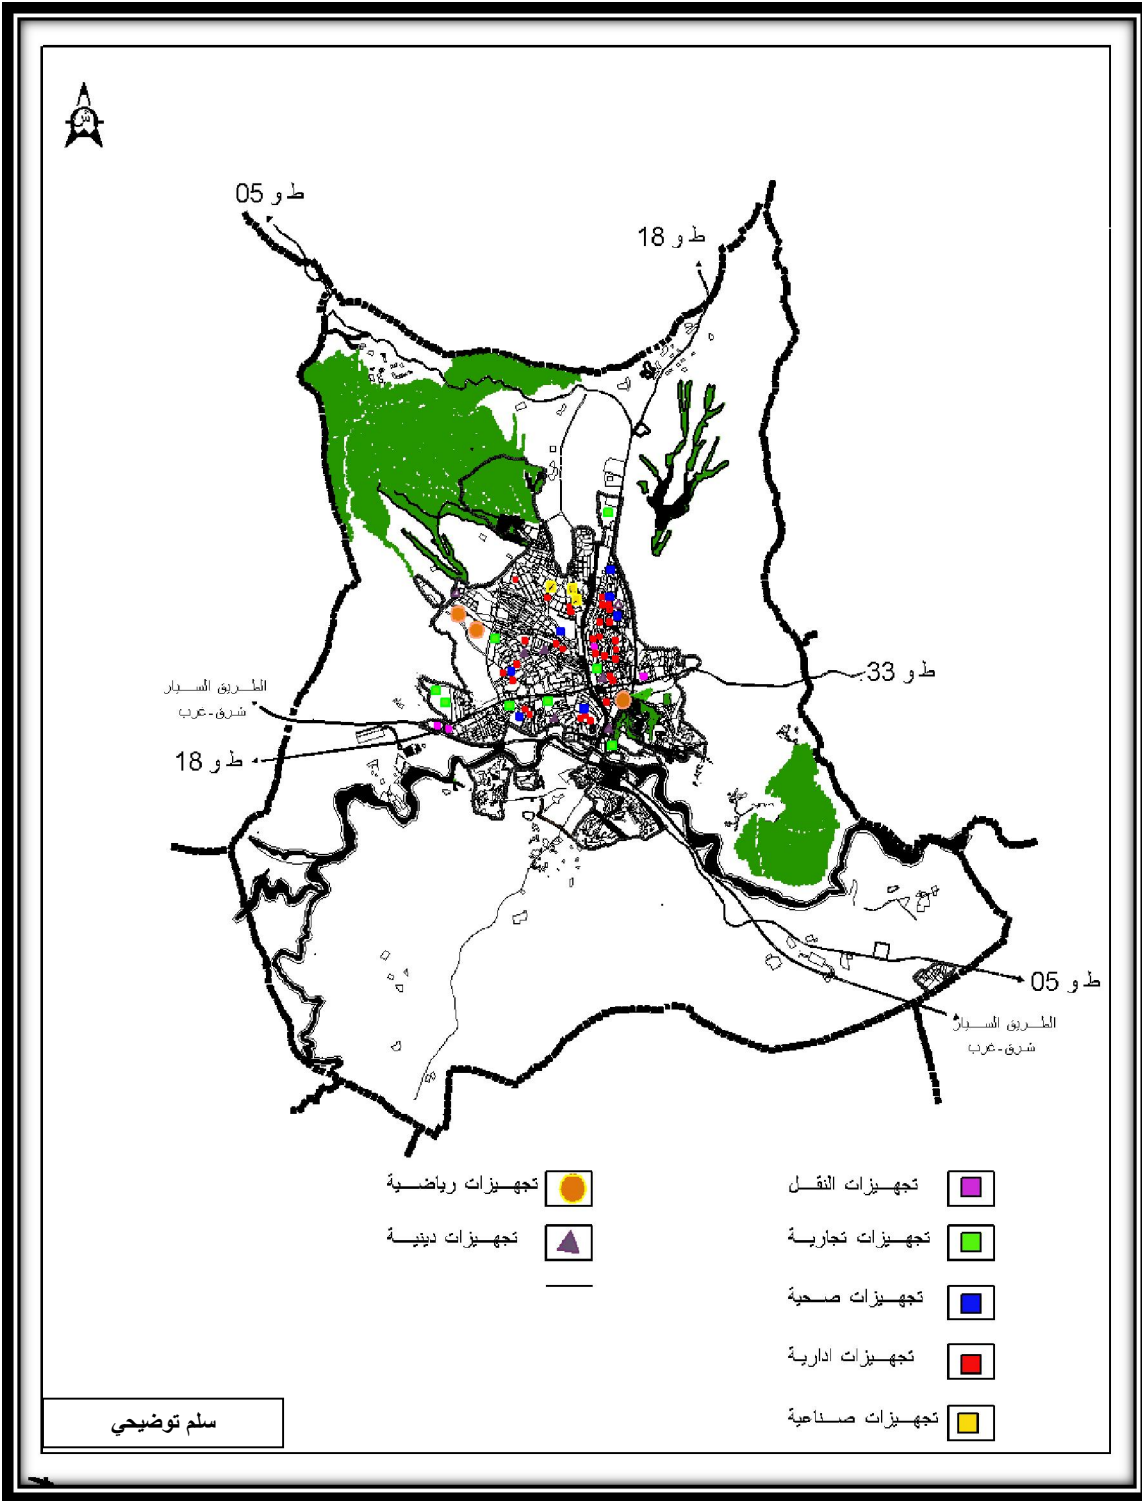 ش
ط و 05
ط و 18
ط و 33
الطريق السيار
شرق-غرب
ط و 18
ط و 05
الطريق السيار
شرق-غرب
تجهيزات النقل
تجهيزات رياضية
تجهيزات تجارية
تجهيزات دينية
تجهيزات صحية
تجهيزات ادارية
تجهيزات صناعية
سلم توضيحي